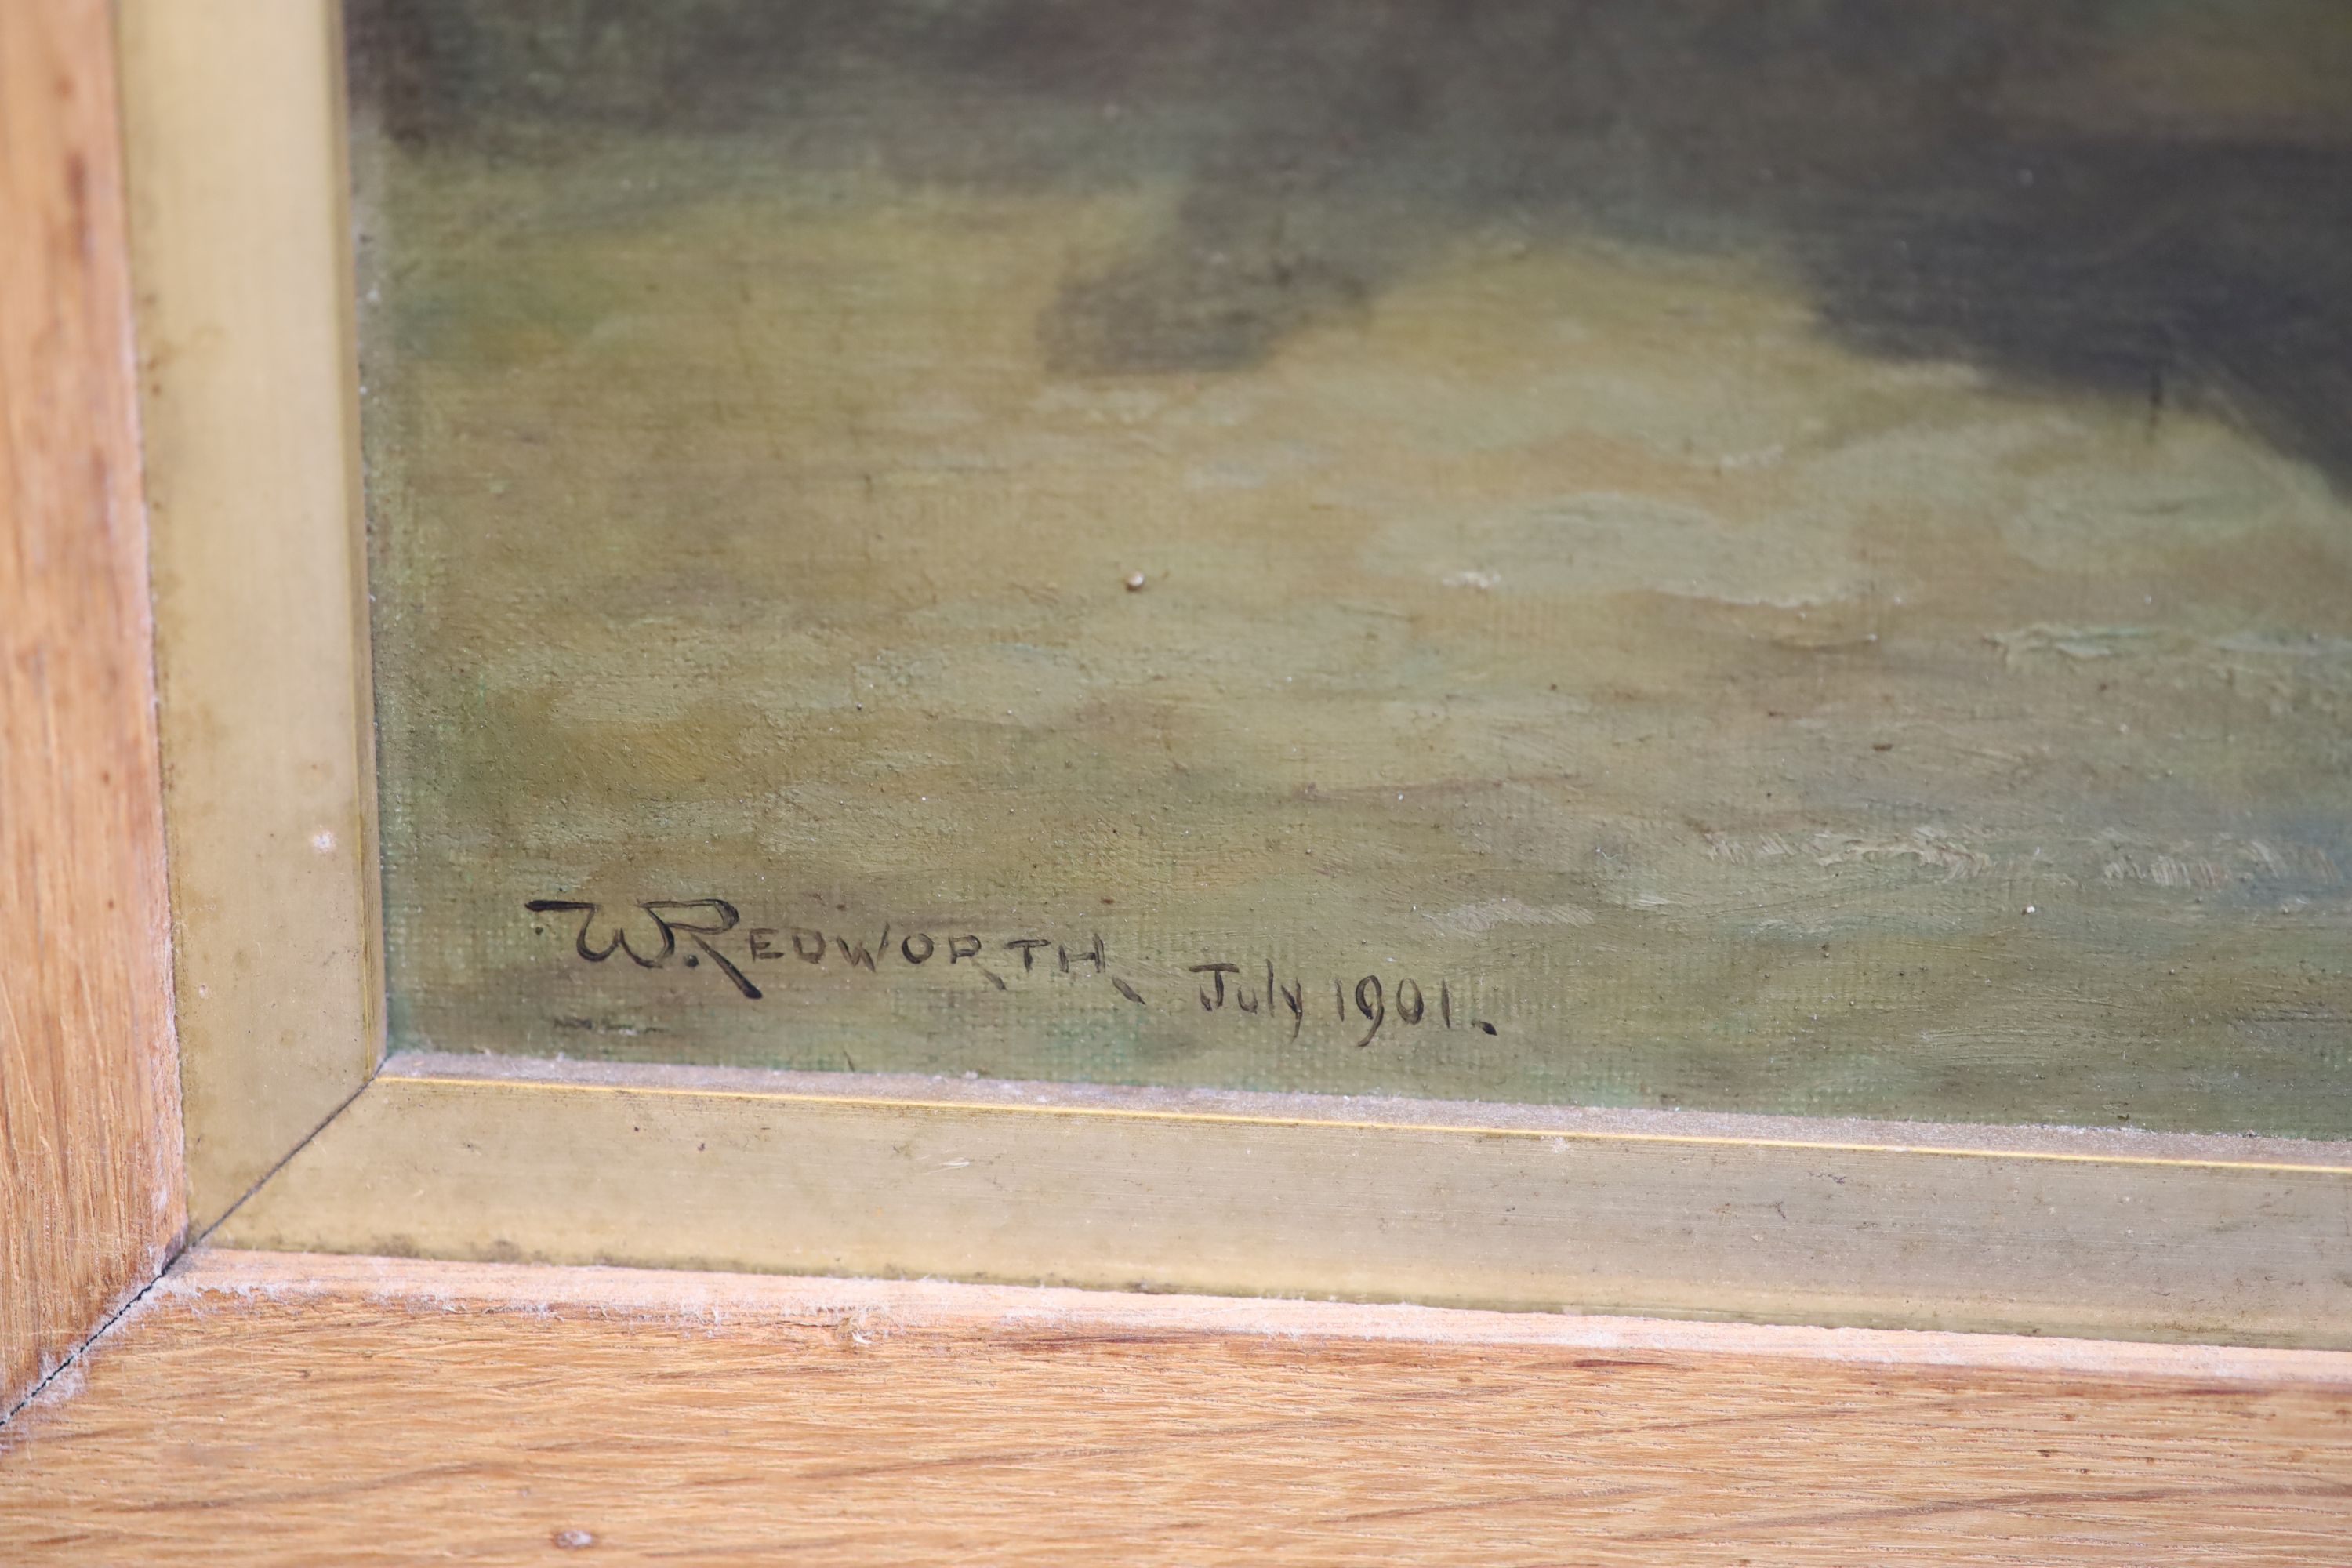 W. REDWORTH. July 1901.